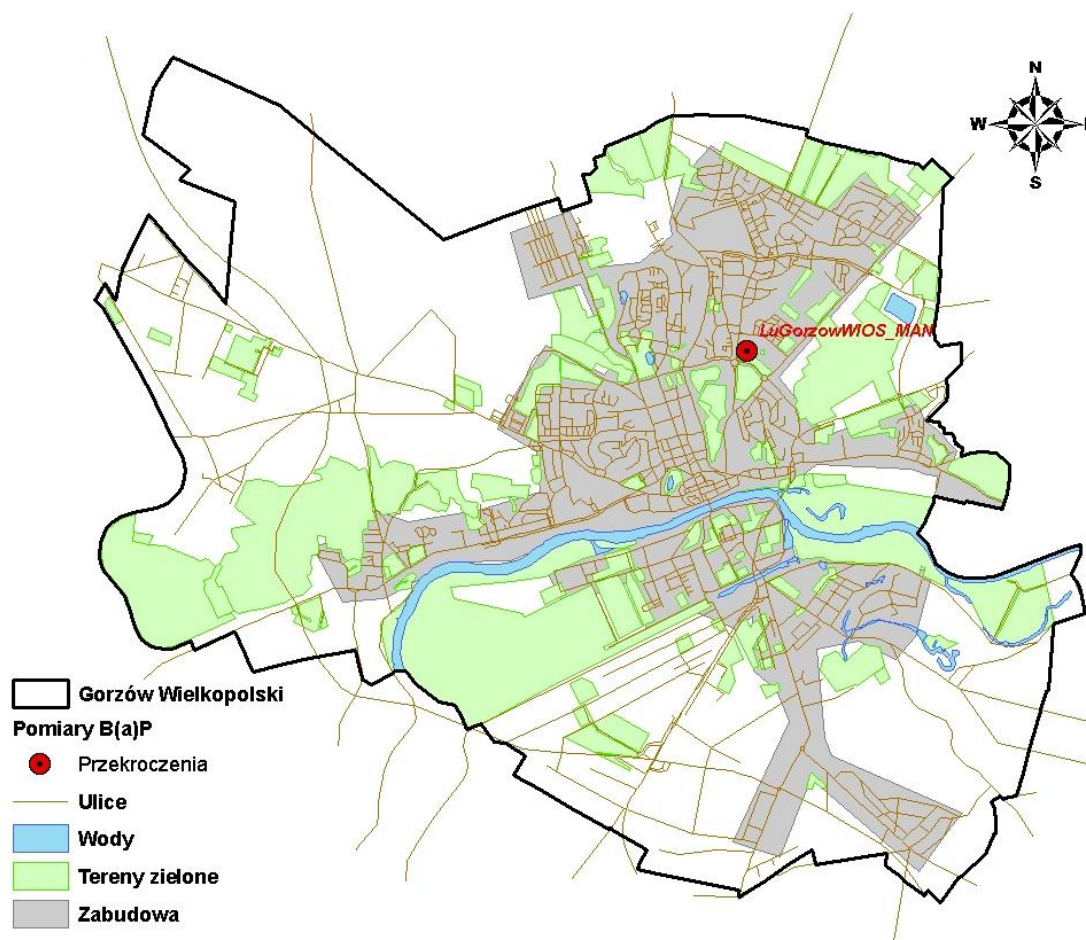 N
W
E
S
LuGorzowWIOS_MAN
Gorzów Wielkopolski
Pomiary B(a)P
Przekroczenia
Ulice
Wody
Tereny zielone
Zabudowa